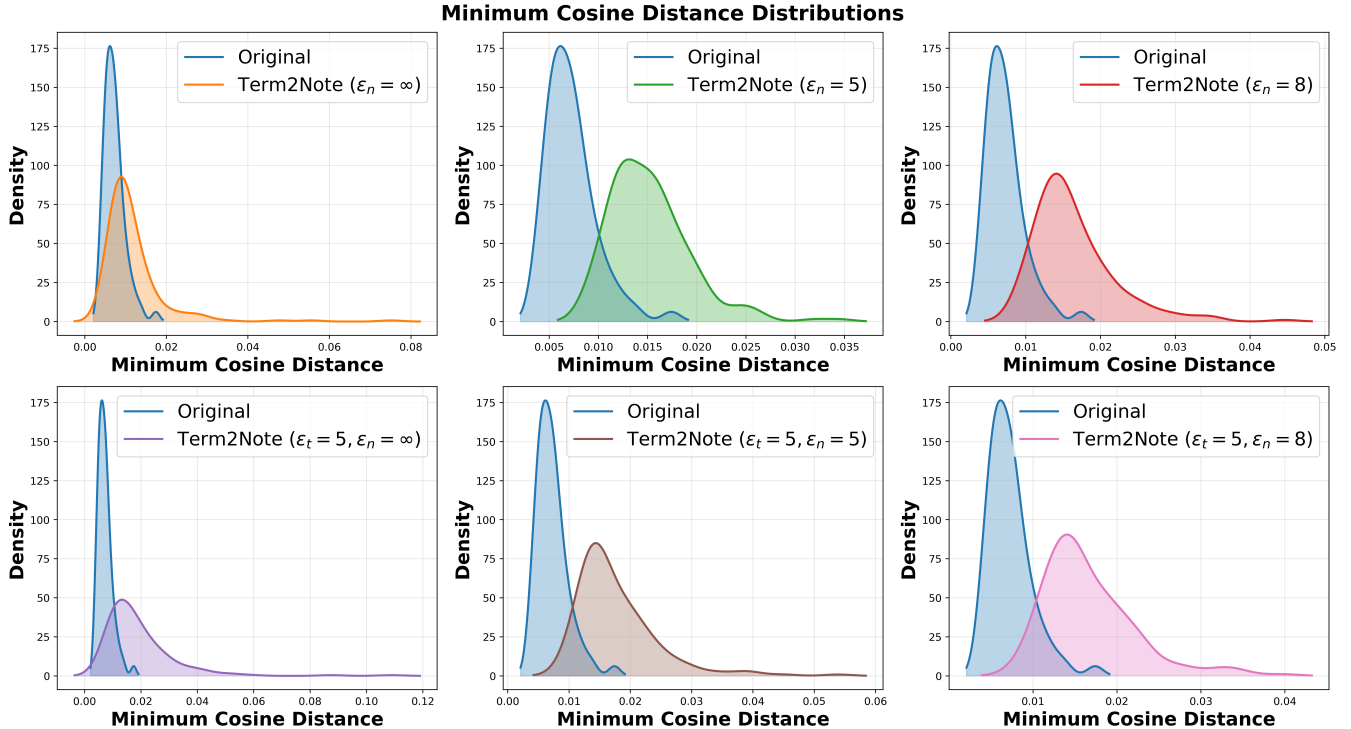 Minimum Cosine Distance Distributions
Density
175
150
125
100
75
50
25
0
Original
Term2Note (εn = ∞)
0.00 0.02 0.04 0.06 0.08
Minimum Cosine Distance
Density
175
150
125
100
75
50
25
0
Original
Term2Note (εn = 5)
0.005 0.010 0.015 0.020 0.025 0.030 0.035
Minimum Cosine Distance
Density
175
150
125
100
75
50
25
0
Original
Term2Note (εn = 8)
0.00 0.01 0.02 0.03 0.04 0.05
Minimum Cosine Distance
Density
175
150
125
100
75
50
25
0
Original
Term2Note (εt = 5, εn = ∞)
0.00 0.02 0.04 0.06 0.08 0.10 0.12
Minimum Cosine Distance
Density
175
150
125
100
75
50
25
0
Original
Term2Note (εt = 5, εn = 5)
0.00 0.01 0.02 0.03 0.04 0.05 0.06
Minimum Cosine Distance
Density
175
150
125
100
75
50
25
0
Original
Term2Note (εt = 5, εn = 8)
0.01 0.02 0.03 0.04
Minimum Cosine Distance